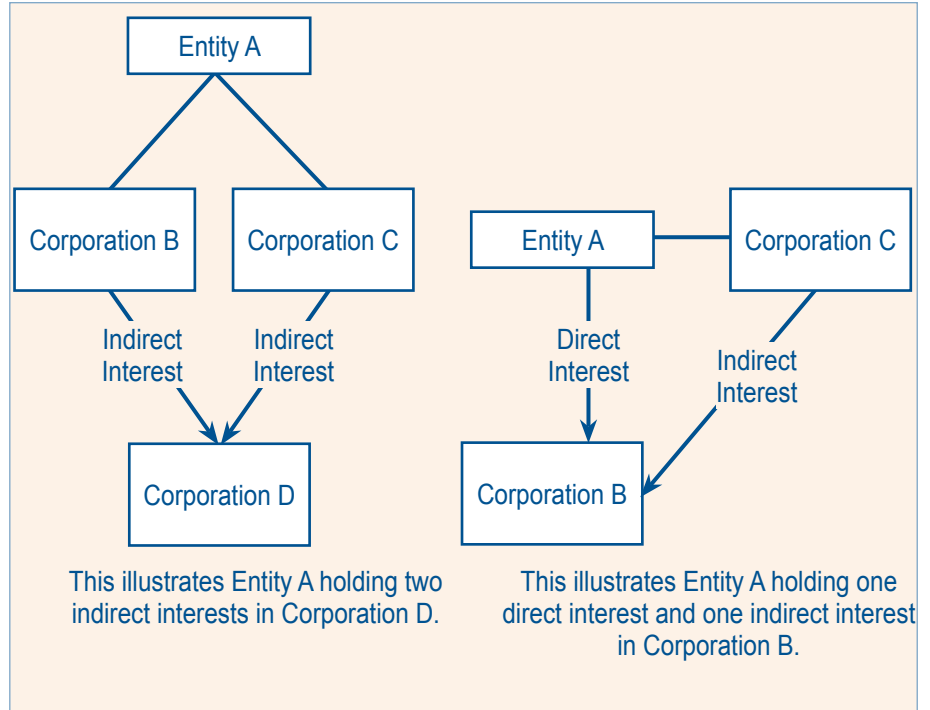 Entity A
Corporation B
Corporation C
Indirect
Interest
Indirect
Interest
Corporation D
This illustrates Entity A holding two
indirect interests in Corporation D.
Entity A
Corporation C
Direct
Interest
Indirect
Interest
Corporation B
This illustrates Entity A holding one
direct interest and one indirect interest
in Corporation B.